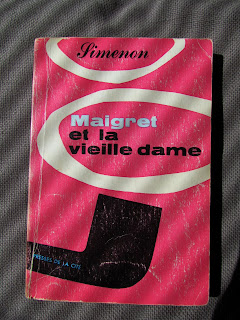 Simenon
Maigret
et la
vieille dame
PRESSES DE LA CITÉ